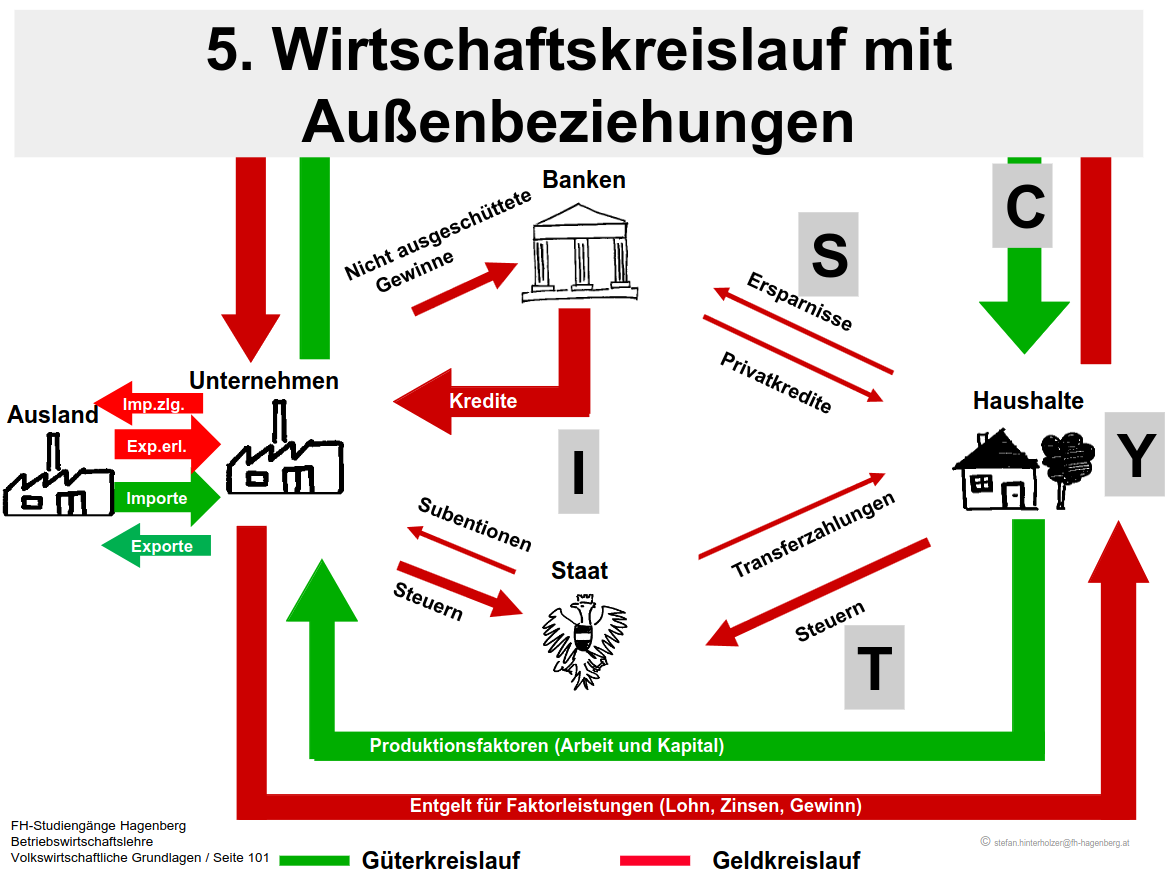 5. Wirtschaftskreislauf mit
Außenbeziehungen
Banken
Nicht ausgeschüttete
Gewinne
S
C
Ersparnisse
Privatkredite
Unternehmen
Kredite
Haushalte
Ausland
Imp.zlg.
Exp.erl.
Importe
Exporte
I
Y
Subentionen
Steuern
Staat
Transferzahlungen
Steuern
T
Produktionsfaktoren (Arbeit und Kapital)
Entgelt für Faktorleistungen (Lohn, Zinsen, Gewinn)
FH-Studiengänge Hagenberg
Betriebswirtschaftslehre
Volkswirtschaftliche Grundlagen / Seite 101
Güterkreislauf
Geldkreislauf
© stefan.hinterholzer@fh-hagenberg.at